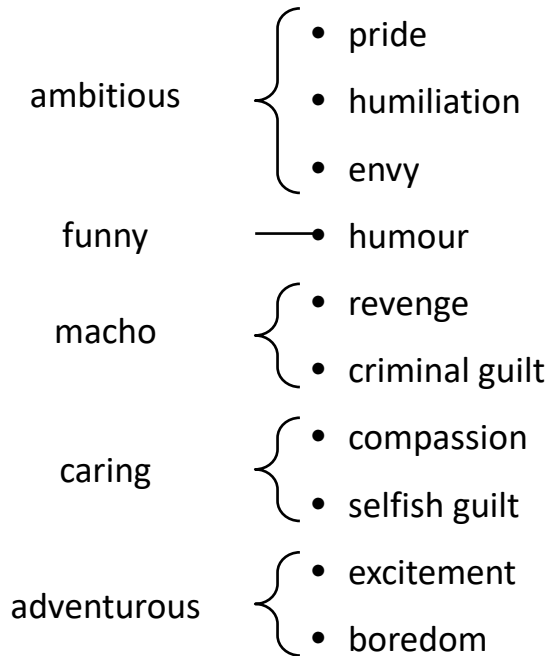 ambitious
• pride
• humiliation
• envy
funny
• humour
macho
• revenge
• criminal guilt
caring
• compassion
• selfish guilt
adventurous
• excitement
• boredom